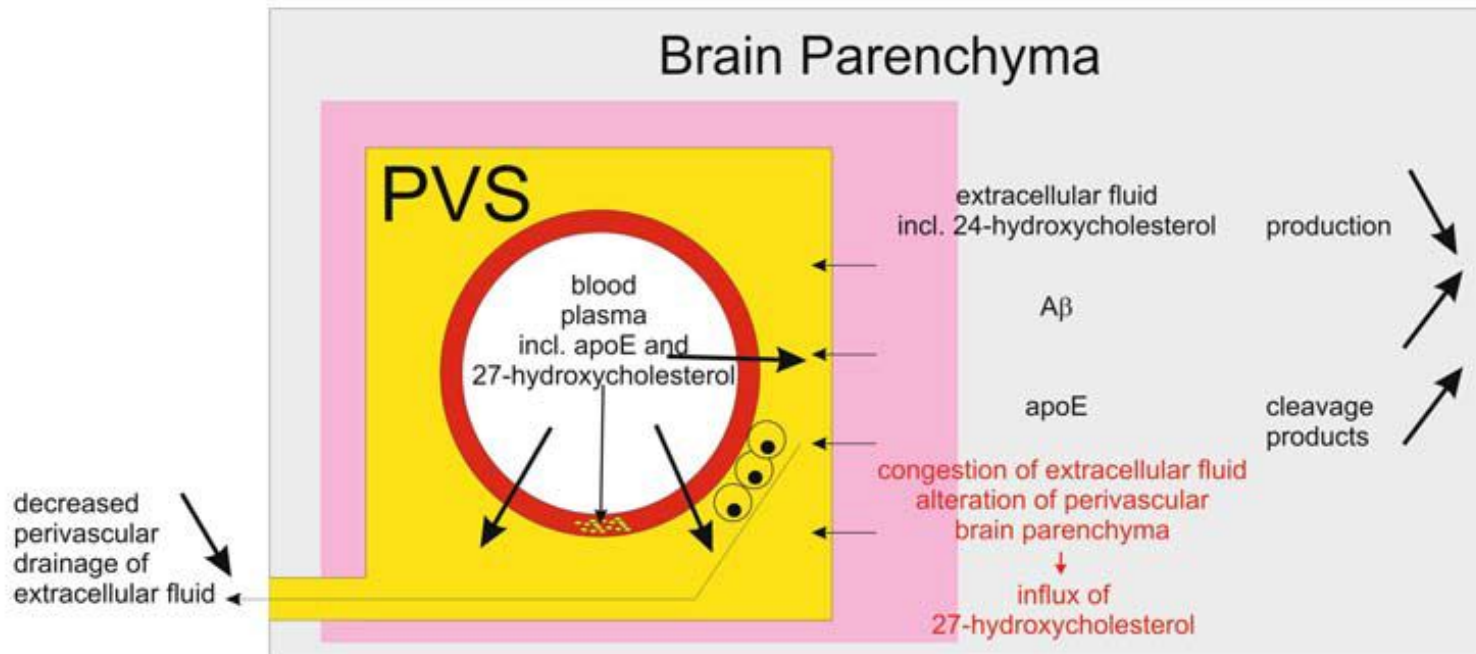 Brain Parenchyma
PVS
extracellular fluid
incl. 24-hydroxycholesterol production
blood
plasma
incl. apoE and
27-hydroxycholesterol
Aβ
apoE cleavage
products
congestion of extracellular fluid
alteration of perivascular
brain parenchyma
influx of
27-hydroxycholesterol
decreased
perivascular
drainage of
extracellular fluid